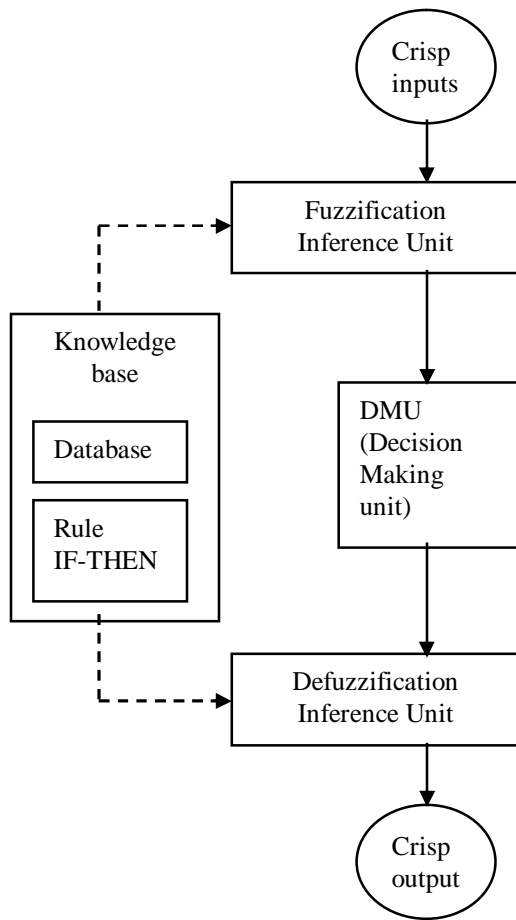 Crisp
inputs
Fuzzification
Inference Unit
Knowledge
base
Database
Rule
IF-THEN
DMU
(Decision
Making
unit)
Defuzzification
Inference Unit
Crisp
output